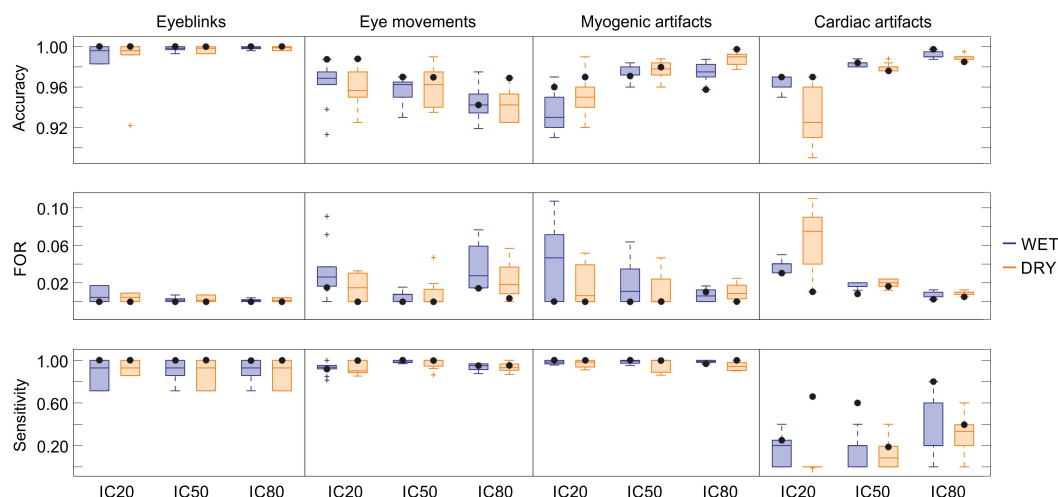 Eyeblinks Eye movements Myogenic artifacts Cardiac artifacts
Accuracy
1.00
0.96
0.92
FOR
0.10
0.06
0.02
WET
DRY
Sensitivity
1.00
0.60
0.20
IC20 IC50 IC80 IC20 IC50 IC80 IC20 IC50 IC80 IC20 IC50 IC80